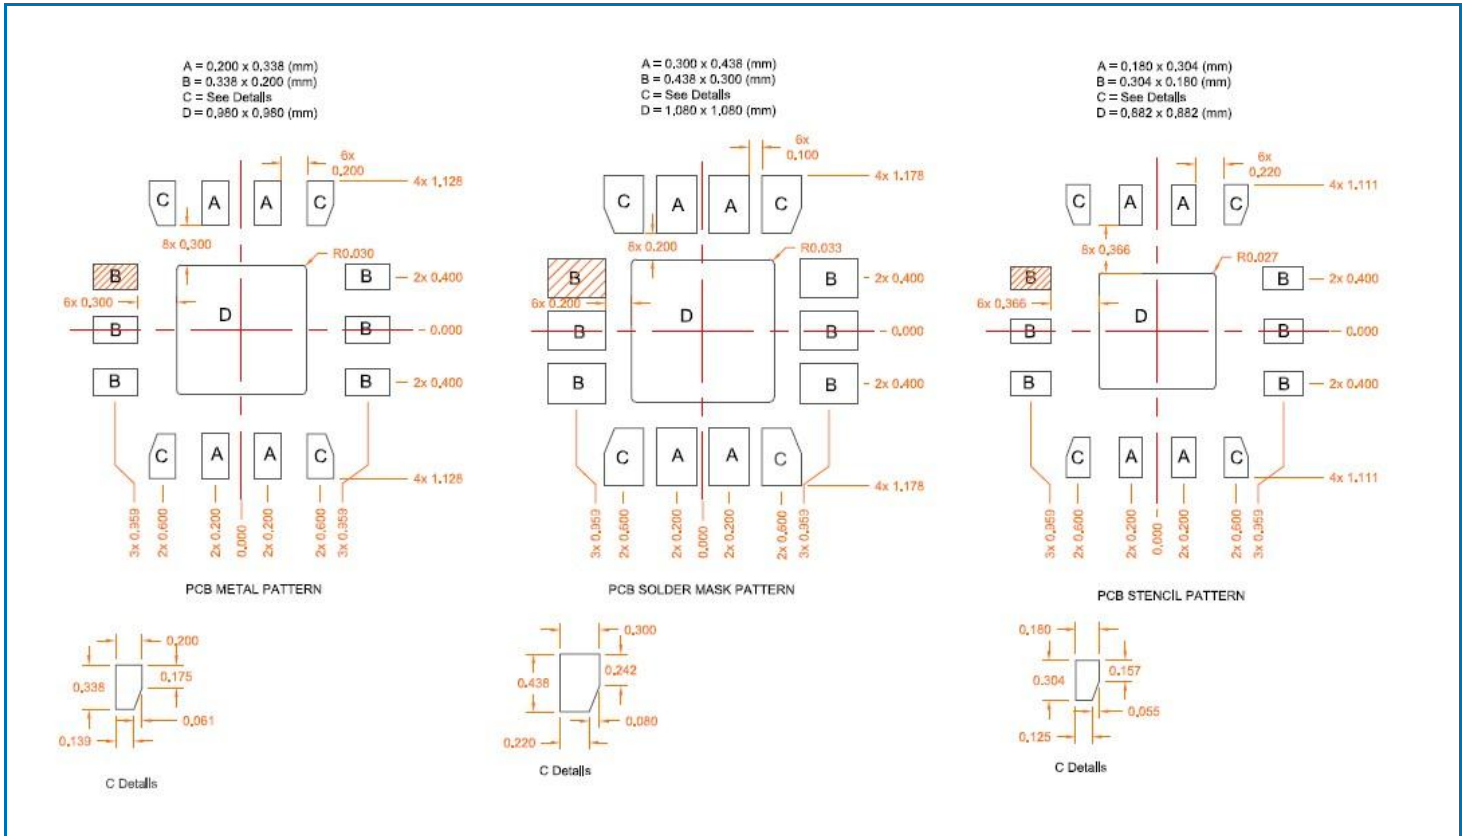 A = 0.200 x 0.338 (mm)
B = 0.338 x 0.200 (mm)
C = See Details
D = 0.980 x 0.980 (mm)
6x
0.200
C
A
A
C
4x 1.128
8x 0.300
R0.030
B
B
2x 0.400
6x 0.300
D
B
B
0.000
B
B
2x 0.400
C
A
A
C
4x 1.128
3x 0.959
2x 0.600
2x 0.200
0.000
2x 0.200
2x 0.600
3x 0.959
PCB METAL PATTERN
0.200
0.338
0.175
0.061
0.139
C Details
A = 0.300 x 0.438 (mm)
B = 0.438 x 0.300 (mm)
C = See Details
D = 1.080 x 1.080 (mm)
6x
0.100
C
A
A
C
4x 1.178
8x 0.200
R0.033
B
B
2x 0.400
6x 0.200
D
B
B
0.000
B
B
2x 0.400
C
A
A
C
4x 1.178
3x 0.959
2x 0.600
2x 0.200
0.000
2x 0.200
2x 0.600
3x 0.959
PCB SOLDER MASK PATTERN
0.300
0.438
0.242
0.080
0.220
C Details
A = 0.180 x 0.304 (mm)
B = 0.304 x 0.180 (mm)
C = See Details
D = 0.882 x 0.882 (mm)
6x
0.220
C
A
A
C
4x 1.111
8x 0.366
R0.027
B
B
2x 0.400
6x 0.366
D
B
B
0.000
B
B
2x 0.400
C
A
A
C
4x 1.111
3x 0.959
2x 0.600
2x 0.200
0.000
2x 0.200
2x 0.600
3x 0.959
PCB STENCIL PATTERN
0.180
0.304
0.157
0.055
0.125
C Details